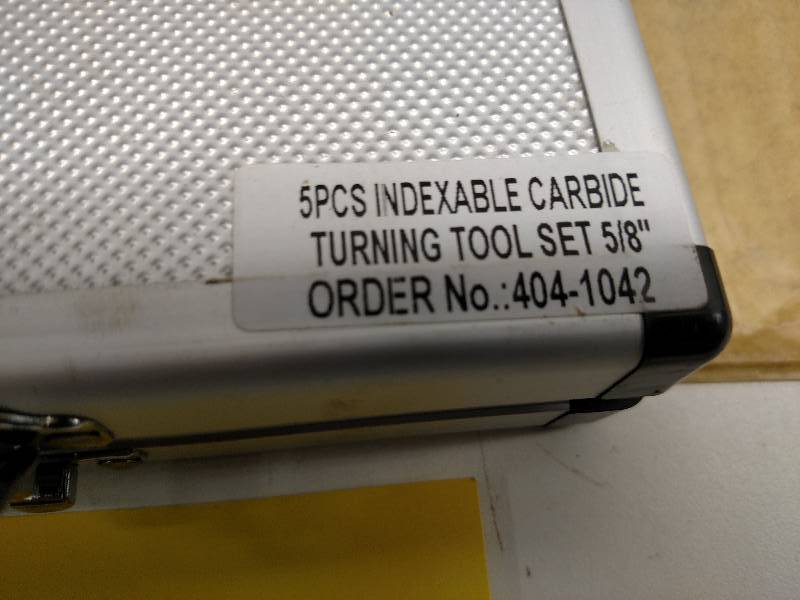 5PCS INDEXABLE CARBIDE
TURNING TOOL SET 5/8"
ORDER No.:404-1042